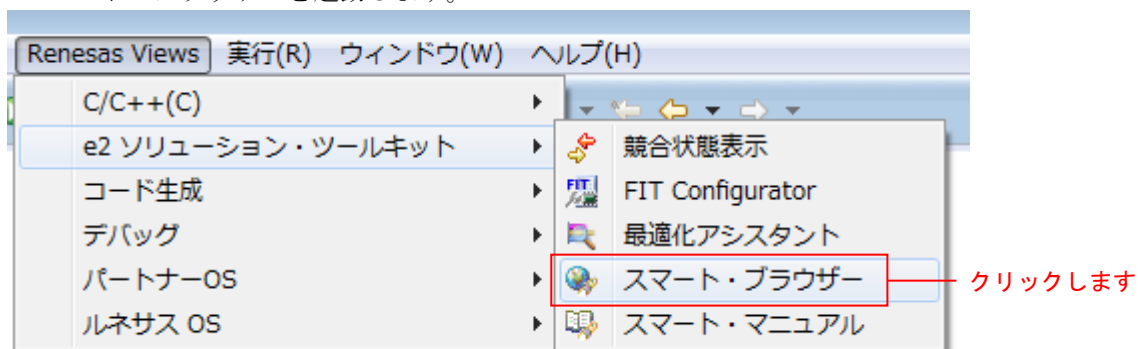 Renesas Views 実行(R) ウィンドウ(W) ヘルプ(H)
C/C++(C)
e2 ソリューション・ツールキット
コード生成
デバッグ
パートナーOS
ルネサス OS
競合状態表示
FIT Configurator
最適化アシスタント
スマート・ブラウザー
スマート・マニュアル
クリックします